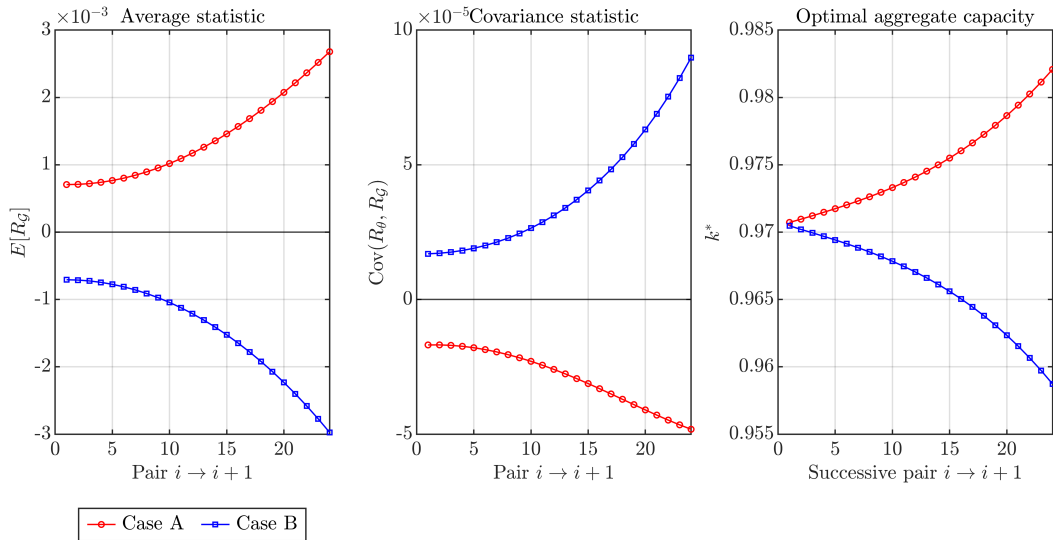 ×10⁻³ Average statistic
3
2
1
0
-1
-2
-3
E[R_𝒢]
0 5 10 15 20
Pair i → i + 1
×10⁻⁵ Covariance statistic
10
5
0
-5
Cov(R_θ, R_𝒢)
0 5 10 15 20
Pair i → i + 1
Optimal aggregate capacity
0.985
0.98
0.975
0.97
0.965
0.96
0.955
k*
0 5 10 15 20
Successive pair i → i + 1
Case A Case B